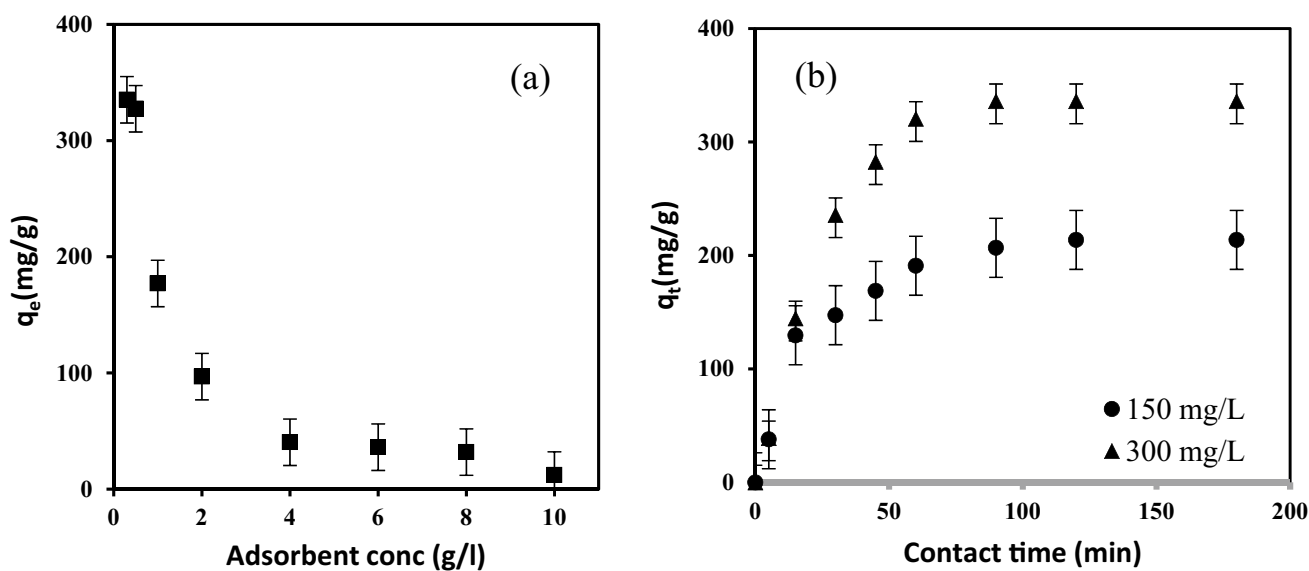 (a)
400
300
200
100
0
qe(mg/g)
0 2 4 6 8 10
Adsorbent conc (g/l)
(b)
400
300
200
100
0
qt(mg/g)
150 mg/L
300 mg/L
0 50 100 150 200
Contact time (min)